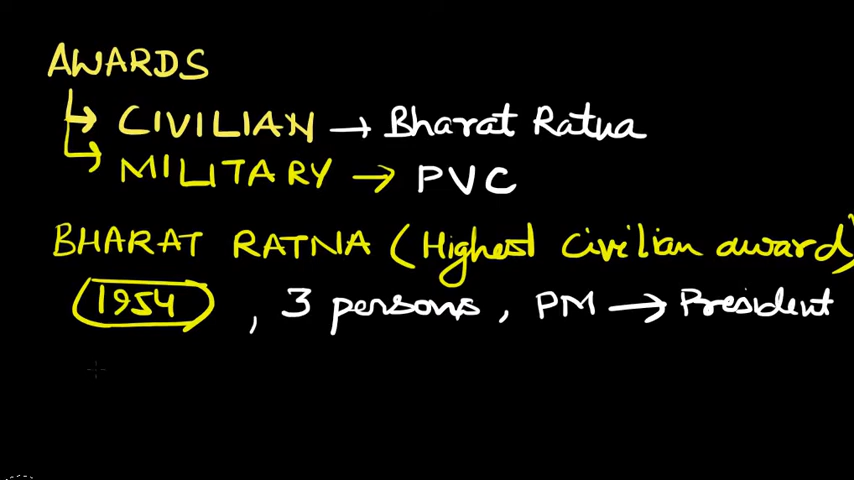 AWARDS
CIVILIAN → Bharat Ratna
MILITARY → PVC
BHARAT RATNA (Highest Civilian award)
1954 , 3 persons , PM → President